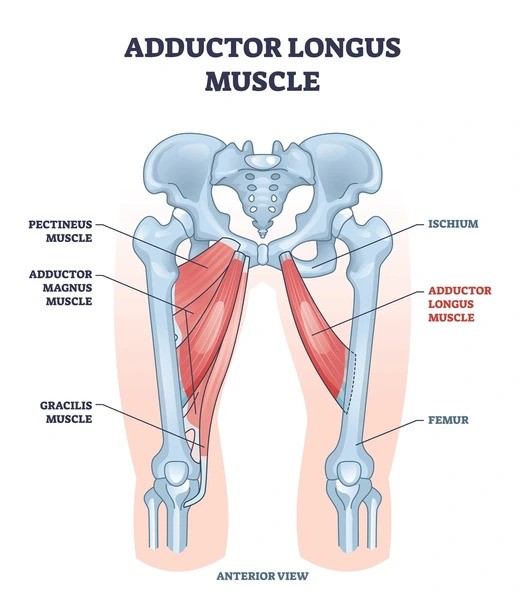 ADDUCTOR LONGUS
MUSCLE
PECTINEUS
MUSCLE
ADDUCTOR
MAGNUS
MUSCLE
GRACILIS
MUSCLE
ISCHIUM
ADDUCTOR
LONGUS
MUSCLE
FEMUR
ANTERIOR VIEW